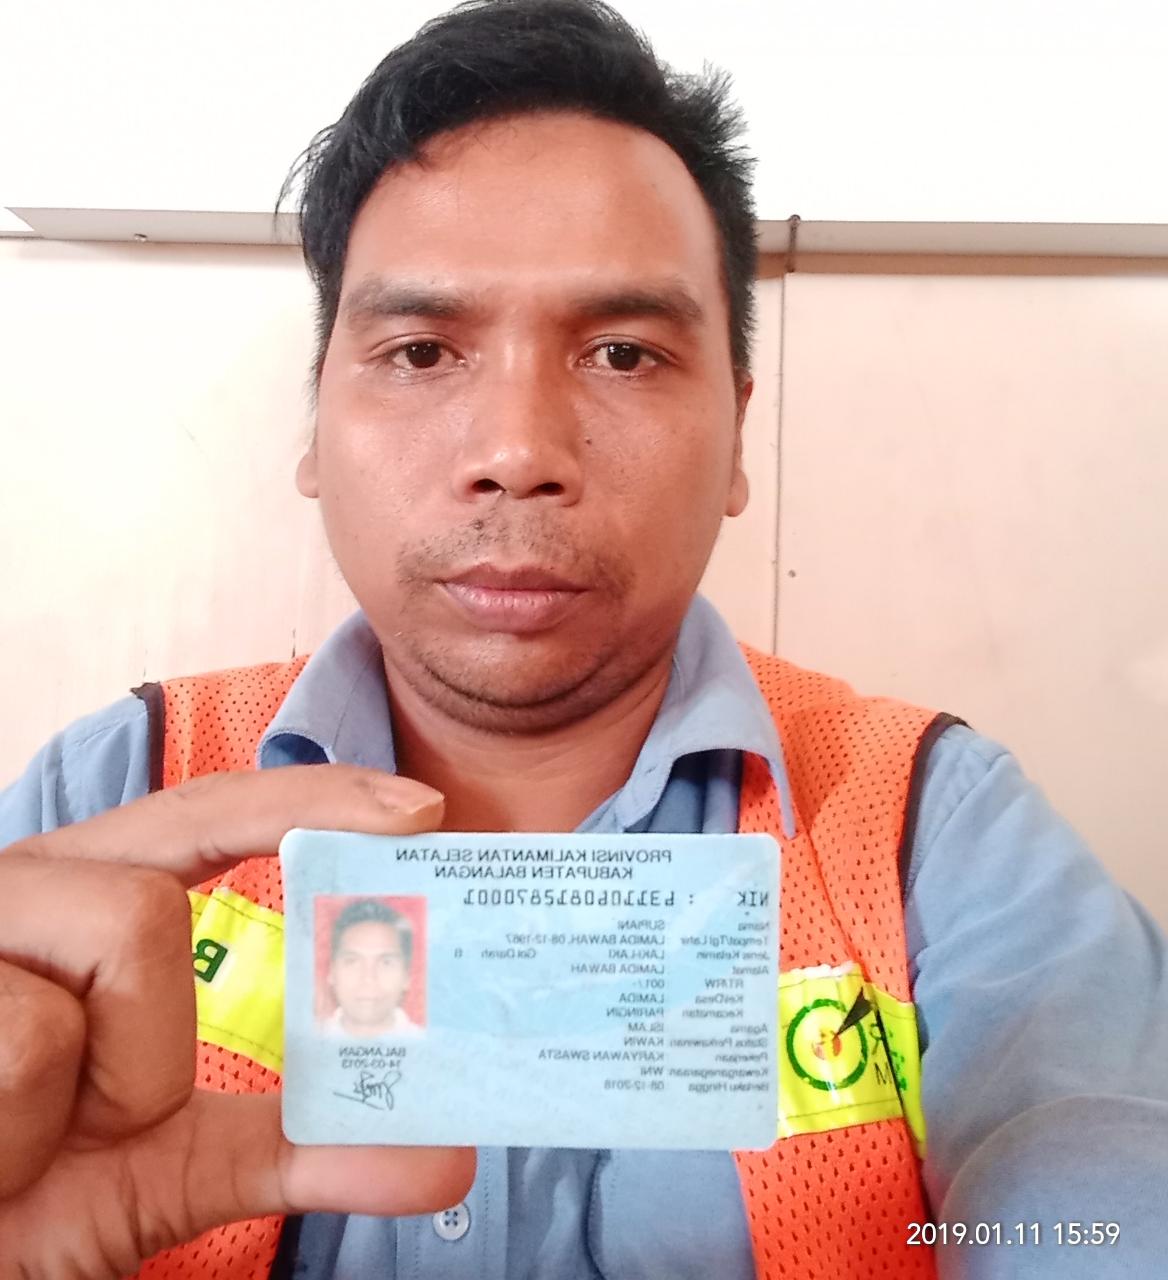 PROVINSI KALIMANTAN SELATAN
KABUPATEN BALANGAN
NIK : 6311060815870001
Nama SUPIANI
Tempat/Tgl Lahir LAMIDA BAWAH, 08-12-1987
Jenis Kelamin LAKI-LAKI Gol Darah B
Alamat LAMIDA BAWAH
RT/RW 001/-
Kel/Desa LAMIDA
Kecamatan PARINGIN
Agama ISLAM
Status Perkawinan KAWIN
Pekerjaan KARYAWAN SWASTA
Kewarganegaraan WNI
Berlaku Hingga 08-12-2018
BALANGAN
14-03-2013
B
M
2019.01.11 15:59